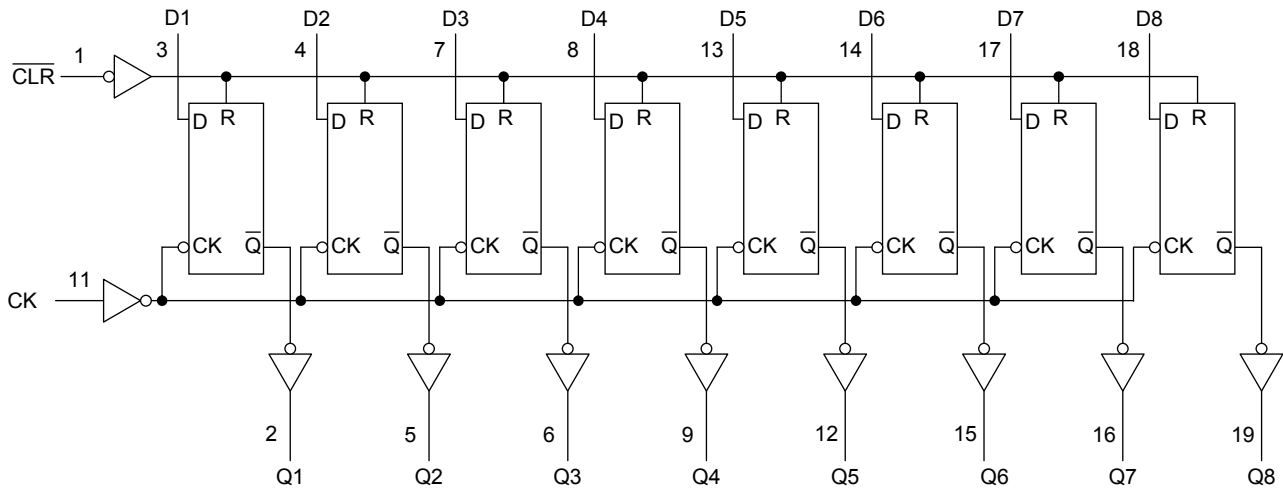 D1 D2 D3 D4 D5 D6 D7 D8
3 4 7 8 13 14 17 18
C̅L̅R̅ 1
D R D R D R D R D R D R D R D R
CK Q̅ CK Q̅ CK Q̅ CK Q̅ CK Q̅ CK Q̅ CK Q̅ CK Q̅
CK 11
2 5 6 9 12 15 16 19
Q1 Q2 Q3 Q4 Q5 Q6 Q7 Q8